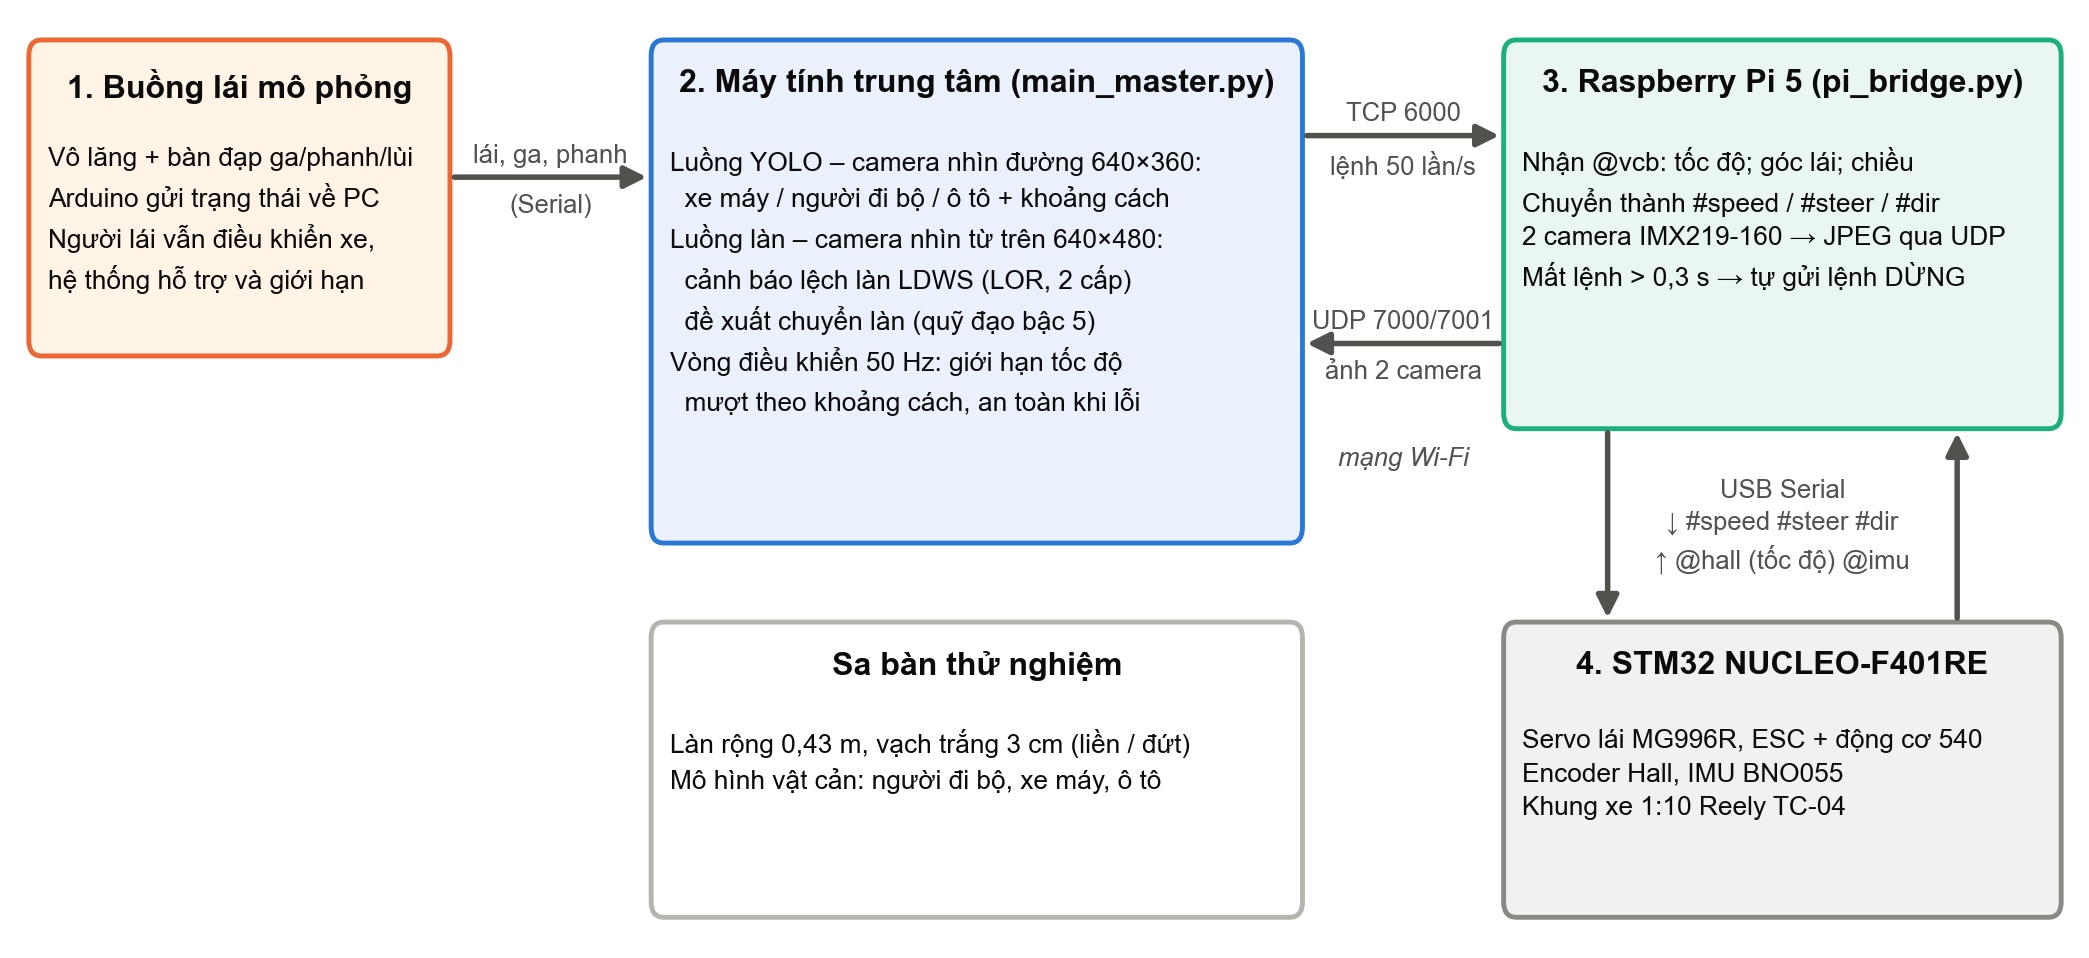 1. Buồng lái mô phỏng
Vô lăng + bàn đạp ga/phanh/lùi
Arduino gửi trạng thái về PC
Người lái vẫn điều khiển xe,
hệ thống hỗ trợ và giới hạn
lái, ga, phanh
(Serial)
2. Máy tính trung tâm (main_master.py)
Luồng YOLO – camera nhìn đường 640×360:
xe máy / người đi bộ / ô tô + khoảng cách
Luồng làn – camera nhìn từ trên 640×480:
cảnh báo lệch làn LDWS (LOR, 2 cấp)
đề xuất chuyển làn (quỹ đạo bậc 5)
Vòng điều khiển 50 Hz: giới hạn tốc độ
mượt theo khoảng cách, an toàn khi lỗi
TCP 6000
lệnh 50 lần/s
UDP 7000/7001
ảnh 2 camera
mạng Wi-Fi
3. Raspberry Pi 5 (pi_bridge.py)
Nhận @vcb: tốc độ; góc lái; chiều
Chuyển thành #speed / #steer / #dir
2 camera IMX219-160 → JPEG qua UDP
Mất lệnh > 0,3 s → tự gửi lệnh DỪNG
USB Serial
↓ #speed #steer #dir
↑ @hall (tốc độ) @imu
Sa bàn thử nghiệm
Làn rộng 0,43 m, vạch trắng 3 cm (liền / đứt)
Mô hình vật cản: người đi bộ, xe máy, ô tô
4. STM32 NUCLEO-F401RE
Servo lái MG996R, ESC + động cơ 540
Encoder Hall, IMU BNO055
Khung xe 1:10 Reely TC-04